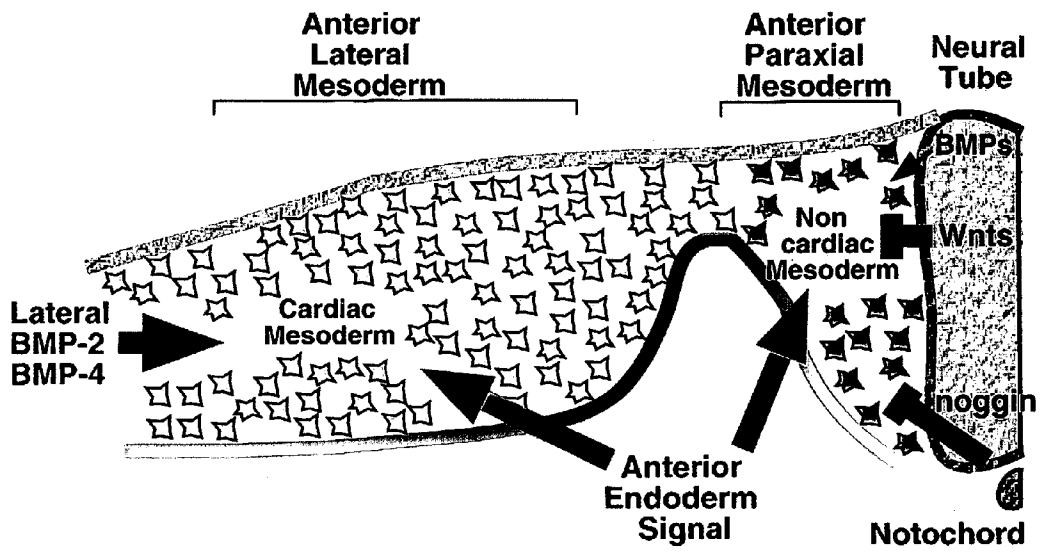 Anterior
Lateral
Mesoderm
Anterior
Paraxial
Mesoderm
Neural
Tube
BMPs
Non
cardiac
Mesoderm
Wnts
Lateral
BMP-2
BMP-4
Cardiac
Mesoderm
noggin
Anterior
Endoderm
Signal
Notochord